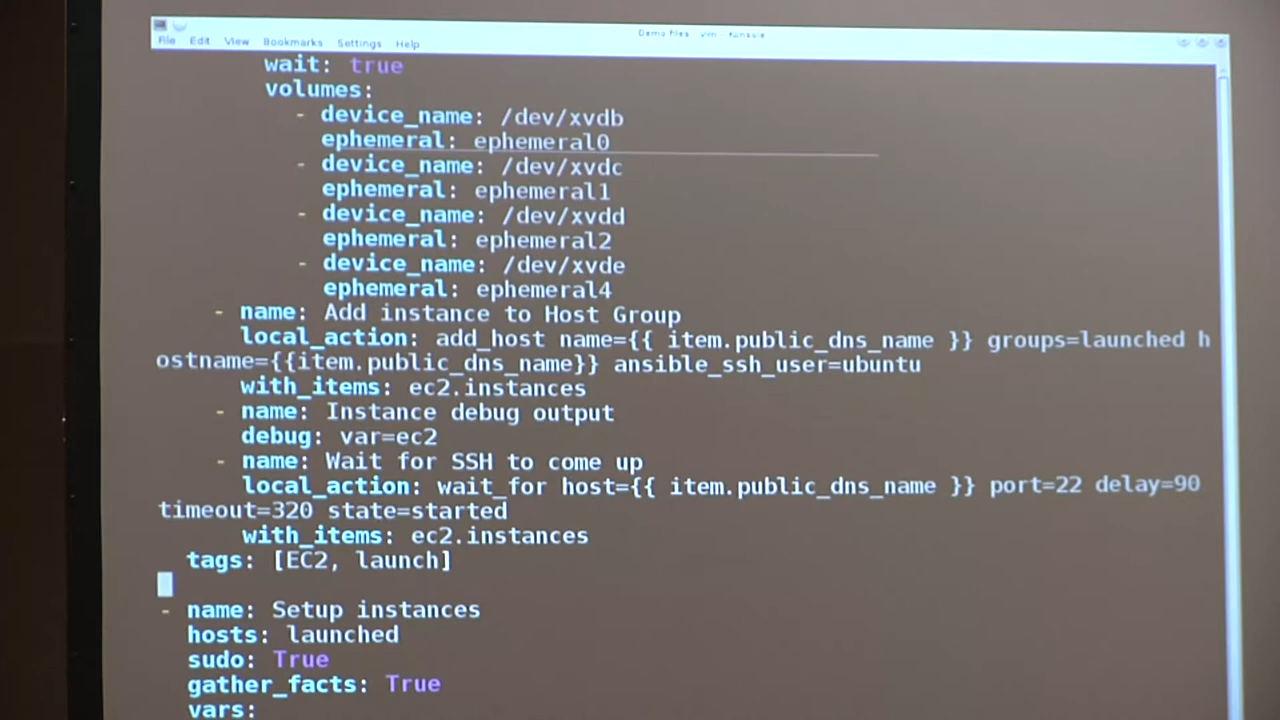 Demo files : vim - Konsole
File Edit View Bookmarks Settings Help
wait: true
volumes:
- device_name: /dev/xvdb
ephemeral: ephemeral0
- device_name: /dev/xvdc
ephemeral: ephemeral1
- device_name: /dev/xvdd
ephemeral: ephemeral2
- device_name: /dev/xvde
ephemeral: ephemeral4
- name: Add instance to Host Group
local_action: add_host name={{ item.public_dns_name }} groups=launched h
ostname={{item.public_dns_name}} ansible_ssh_user=ubuntu
with_items: ec2.instances
- name: Instance debug output
debug: var=ec2
- name: Wait for SSH to come up
local_action: wait_for host={{ item.public_dns_name }} port=22 delay=90
timeout=320 state=started
with_items: ec2.instances
tags: [EC2, launch]
- name: Setup instances
hosts: launched
sudo: True
gather_facts: True
vars: